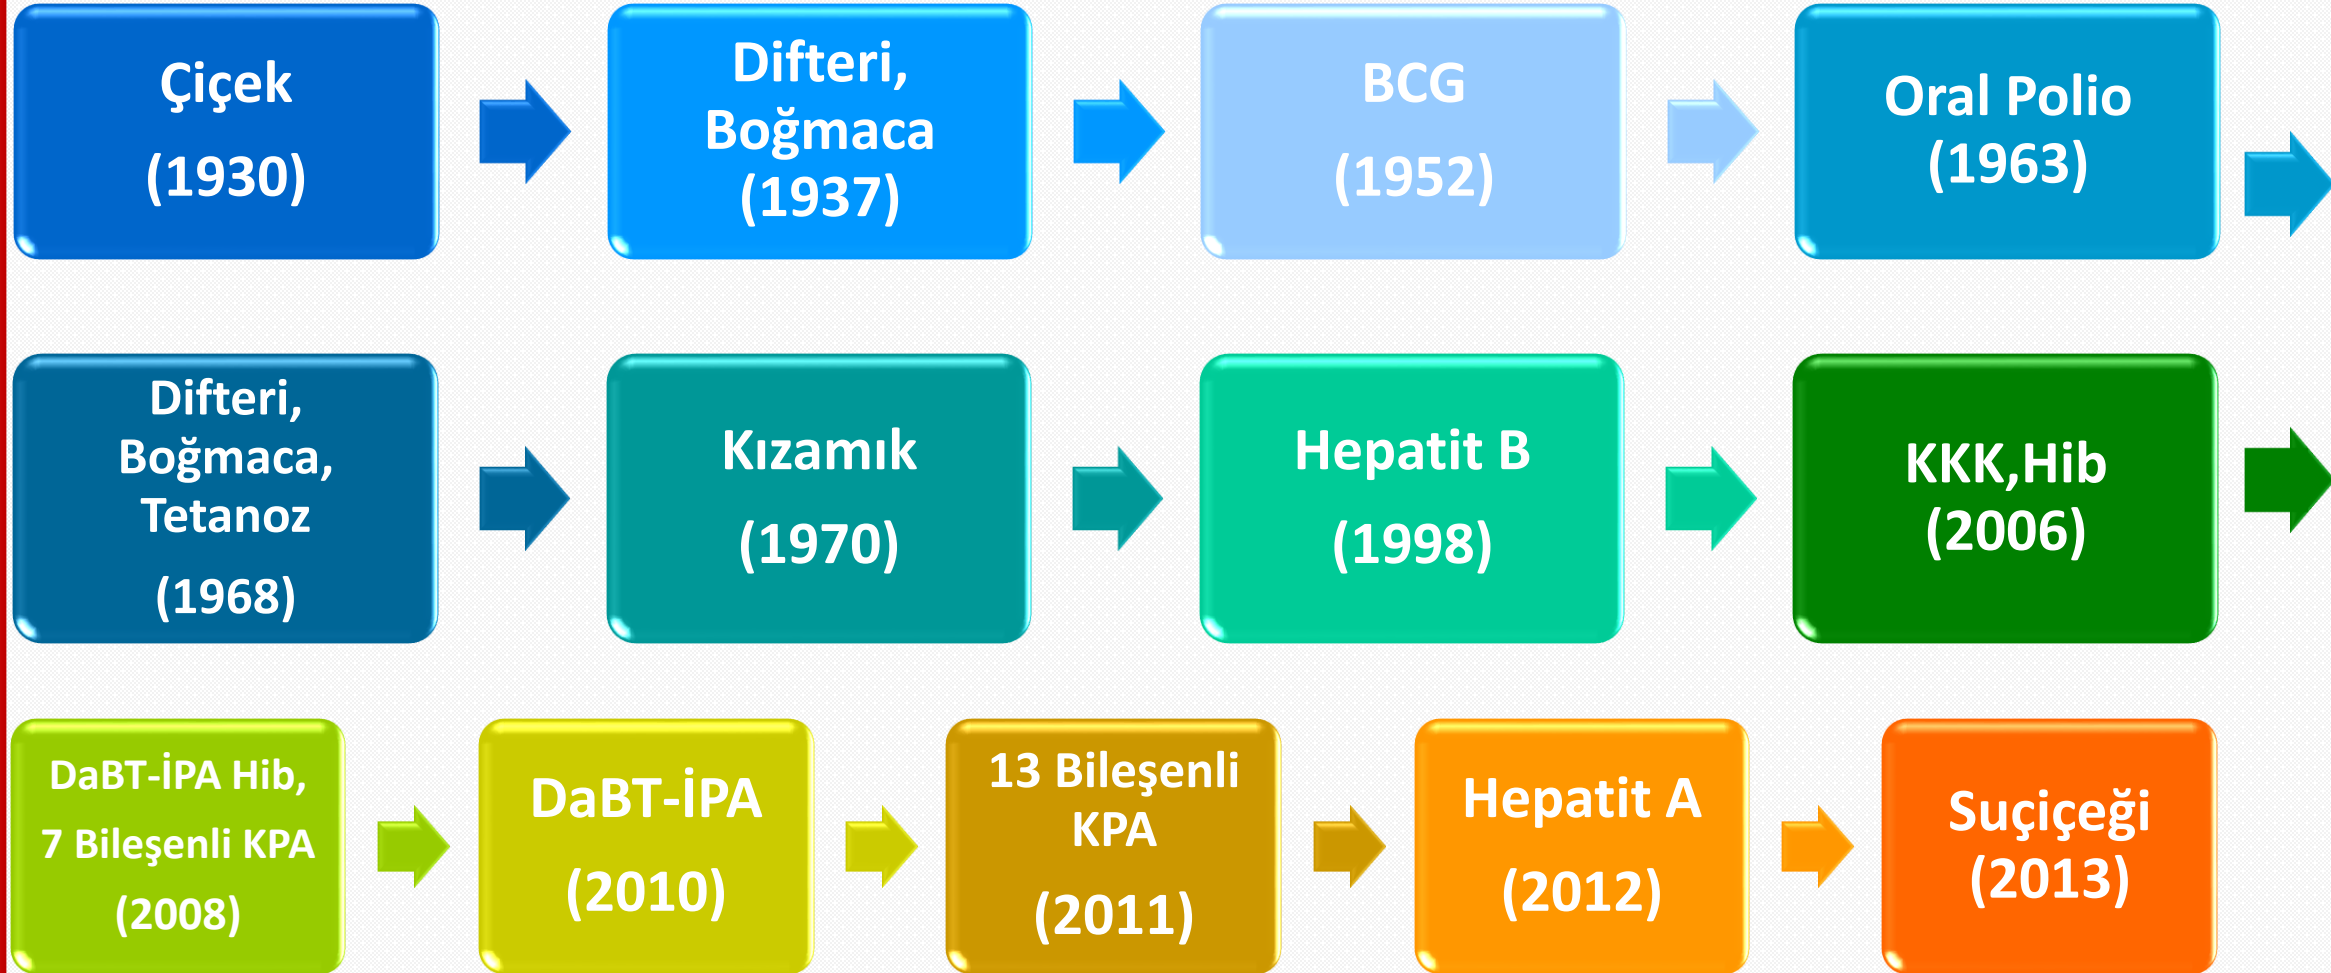 Çiçek
(1930)
Difteri,
Boğmaca
(1937)
BCG
(1952)
Oral Polio
(1963)
Difteri,
Boğmaca,
Tetanoz
(1968)
Kızamık
(1970)
Hepatit B
(1998)
KKK,Hib
(2006)
DaBT-İPA Hib,
7 Bileşenli KPA
(2008)
DaBT-İPA
(2010)
13 Bileşenli
KPA
(2011)
Hepatit A
(2012)
Suçiçeği
(2013)